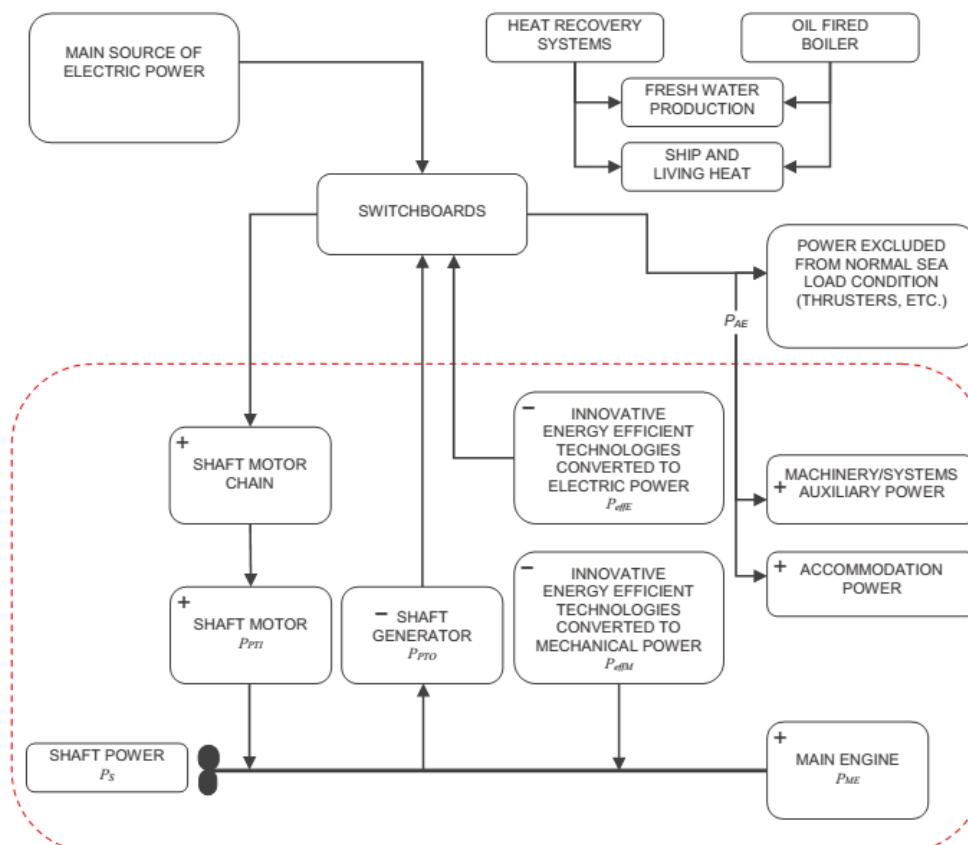 MAIN SOURCE OF
ELECTRIC POWER
HEAT RECOVERY
SYSTEMS
OIL FIRED
BOILER
FRESH WATER
PRODUCTION
SHIP AND
LIVING HEAT
SWITCHBOARDS
POWER EXCLUDED
FROM NORMAL SEA
LOAD CONDITION
(THRUSTERS, ETC.)
PAE
+
SHAFT MOTOR
CHAIN
−
INNOVATIVE
ENERGY EFFICIENT
TECHNOLOGIES
CONVERTED TO
ELECTRIC POWER
PeffE
+
MACHINERY/SYSTEMS
AUXILIARY POWER
+
SHAFT MOTOR
PPTI
−
SHAFT
GENERATOR
PPTO
−
INNOVATIVE
ENERGY EFFICIENT
TECHNOLOGIES
CONVERTED TO
MECHANICAL POWER
PeffM
+
ACCOMMODATION
POWER
SHAFT POWER
PS
+
MAIN ENGINE
PME